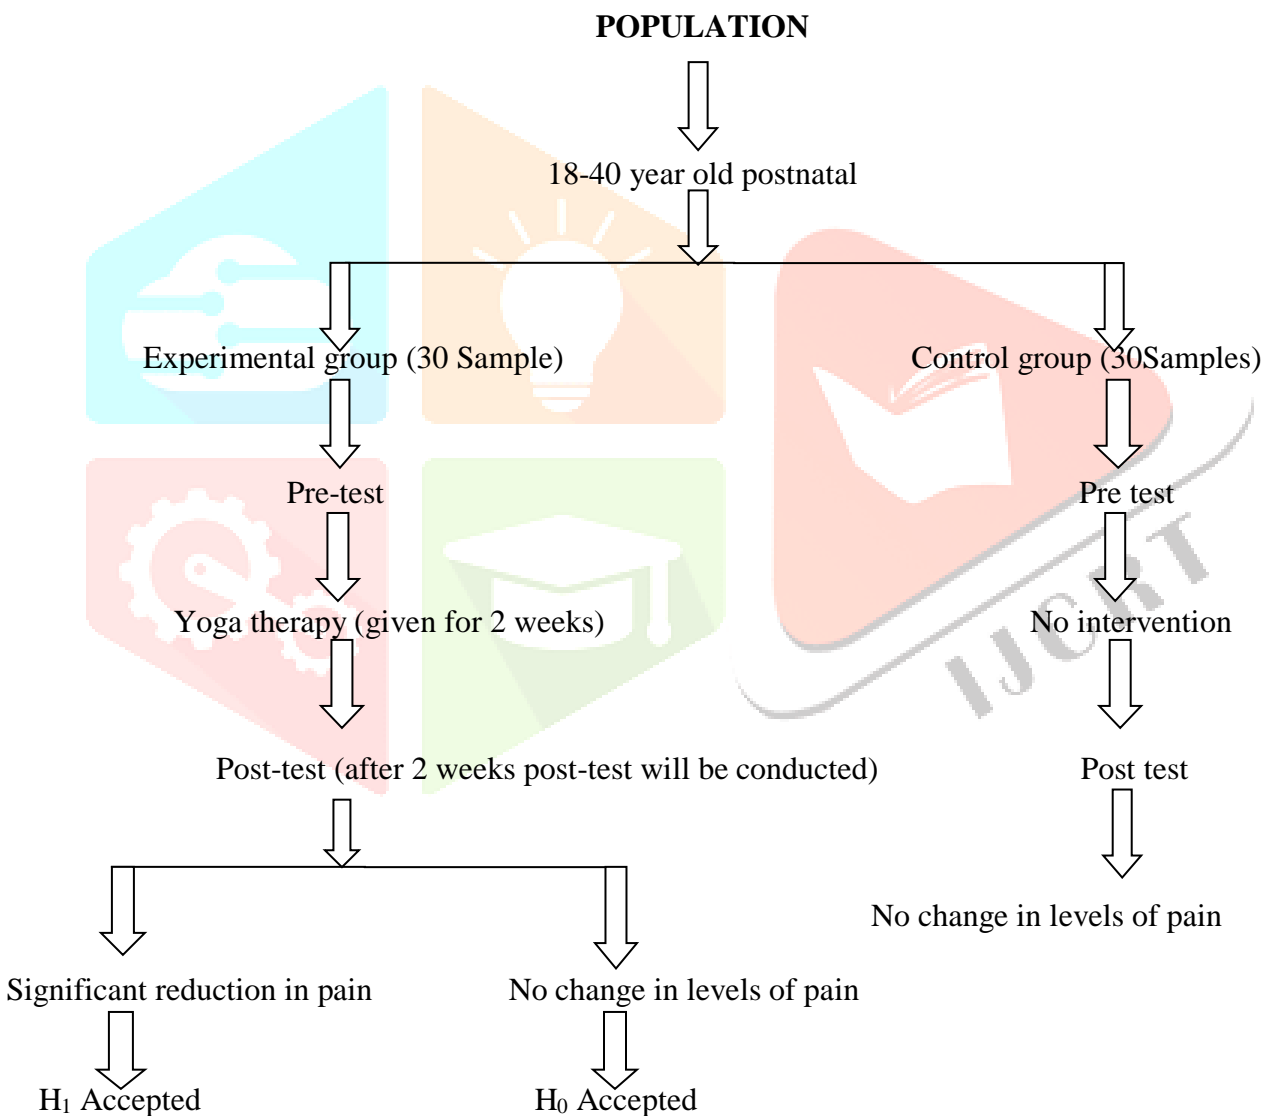 POPULATION
18-40 year old postnatal
Experimental group (30 Sample)
Control group (30Samples)
Pre-test
Pre test
Yoga therapy (given for 2 weeks)
No intervention
Post-test (after 2 weeks post-test will be conducted)
Post test
No change in levels of pain
Significant reduction in pain
No change in levels of pain
H₁ Accepted
H₀ Accepted
IJCRT